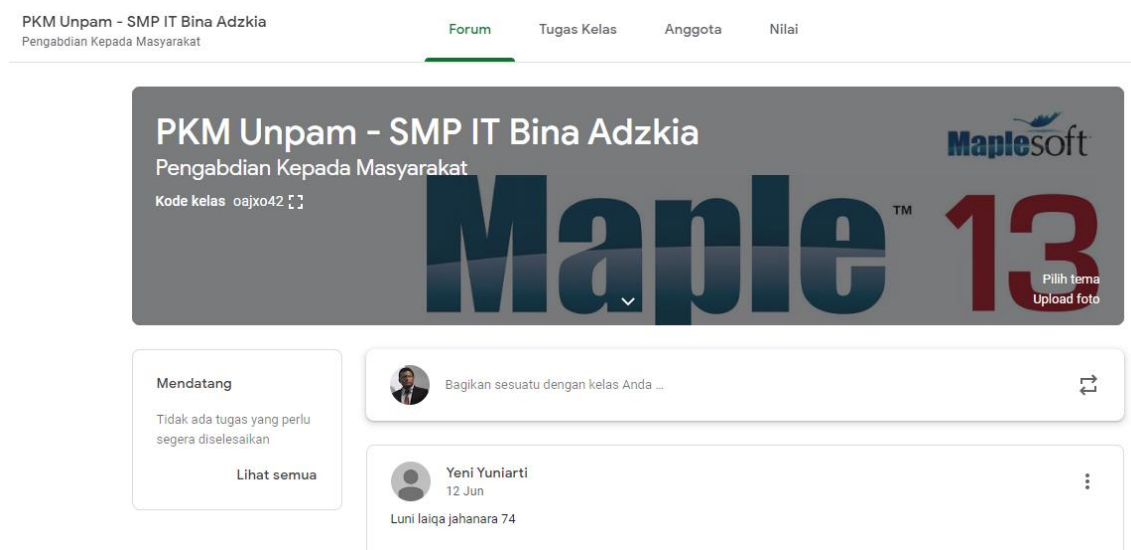 PKM Unpam - SMP IT Bina Adzkia
Pengabdian Kepada Masyarakat
Forum
Tugas Kelas
Anggota
Nilai
PKM Unpam - SMP IT Bina Adzkia
Pengabdian Kepada Masyarakat
Kode kelas oajxo42
Maplesoft
Maple™ 13
Pilih tema
Upload foto
Mendatang
Tidak ada tugas yang perlu
segera diselesaikan
Lihat semua
Bagikan sesuatu dengan kelas Anda ...
Yeni Yuniarti
12 Jun
Luni laiqa jahanara 74